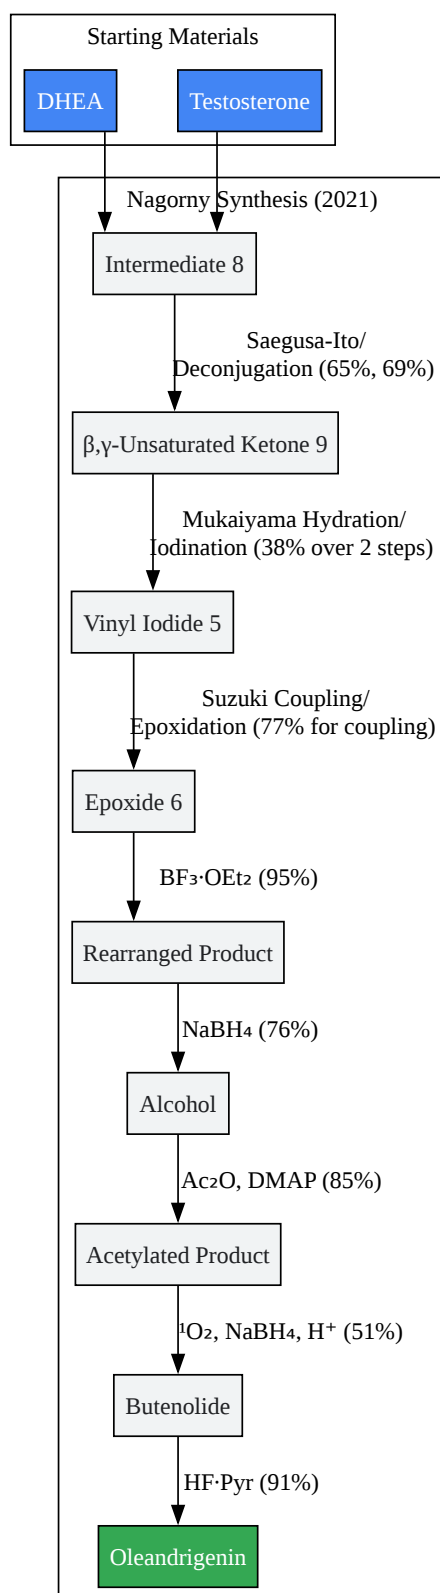 Starting Materials
DHEA
Testosterone
Nagorny Synthesis (2021)
Intermediate 8
Saegusa-Ito/
Deconjugation (65%, 69%)
β,γ-Unsaturated Ketone 9
Mukaiyama Hydration/
Iodination (38% over 2 steps)
Vinyl Iodide 5
Suzuki Coupling/
Epoxidation (77% for coupling)
Epoxide 6
BF₃·OEt₂ (95%)
Rearranged Product
NaBH₄ (76%)
Alcohol
Ac₂O, DMAP (85%)
Acetylated Product
¹O₂, NaBH₄, H⁺ (51%)
Butenolide
HF·Pyr (91%)
Oleandrigenin